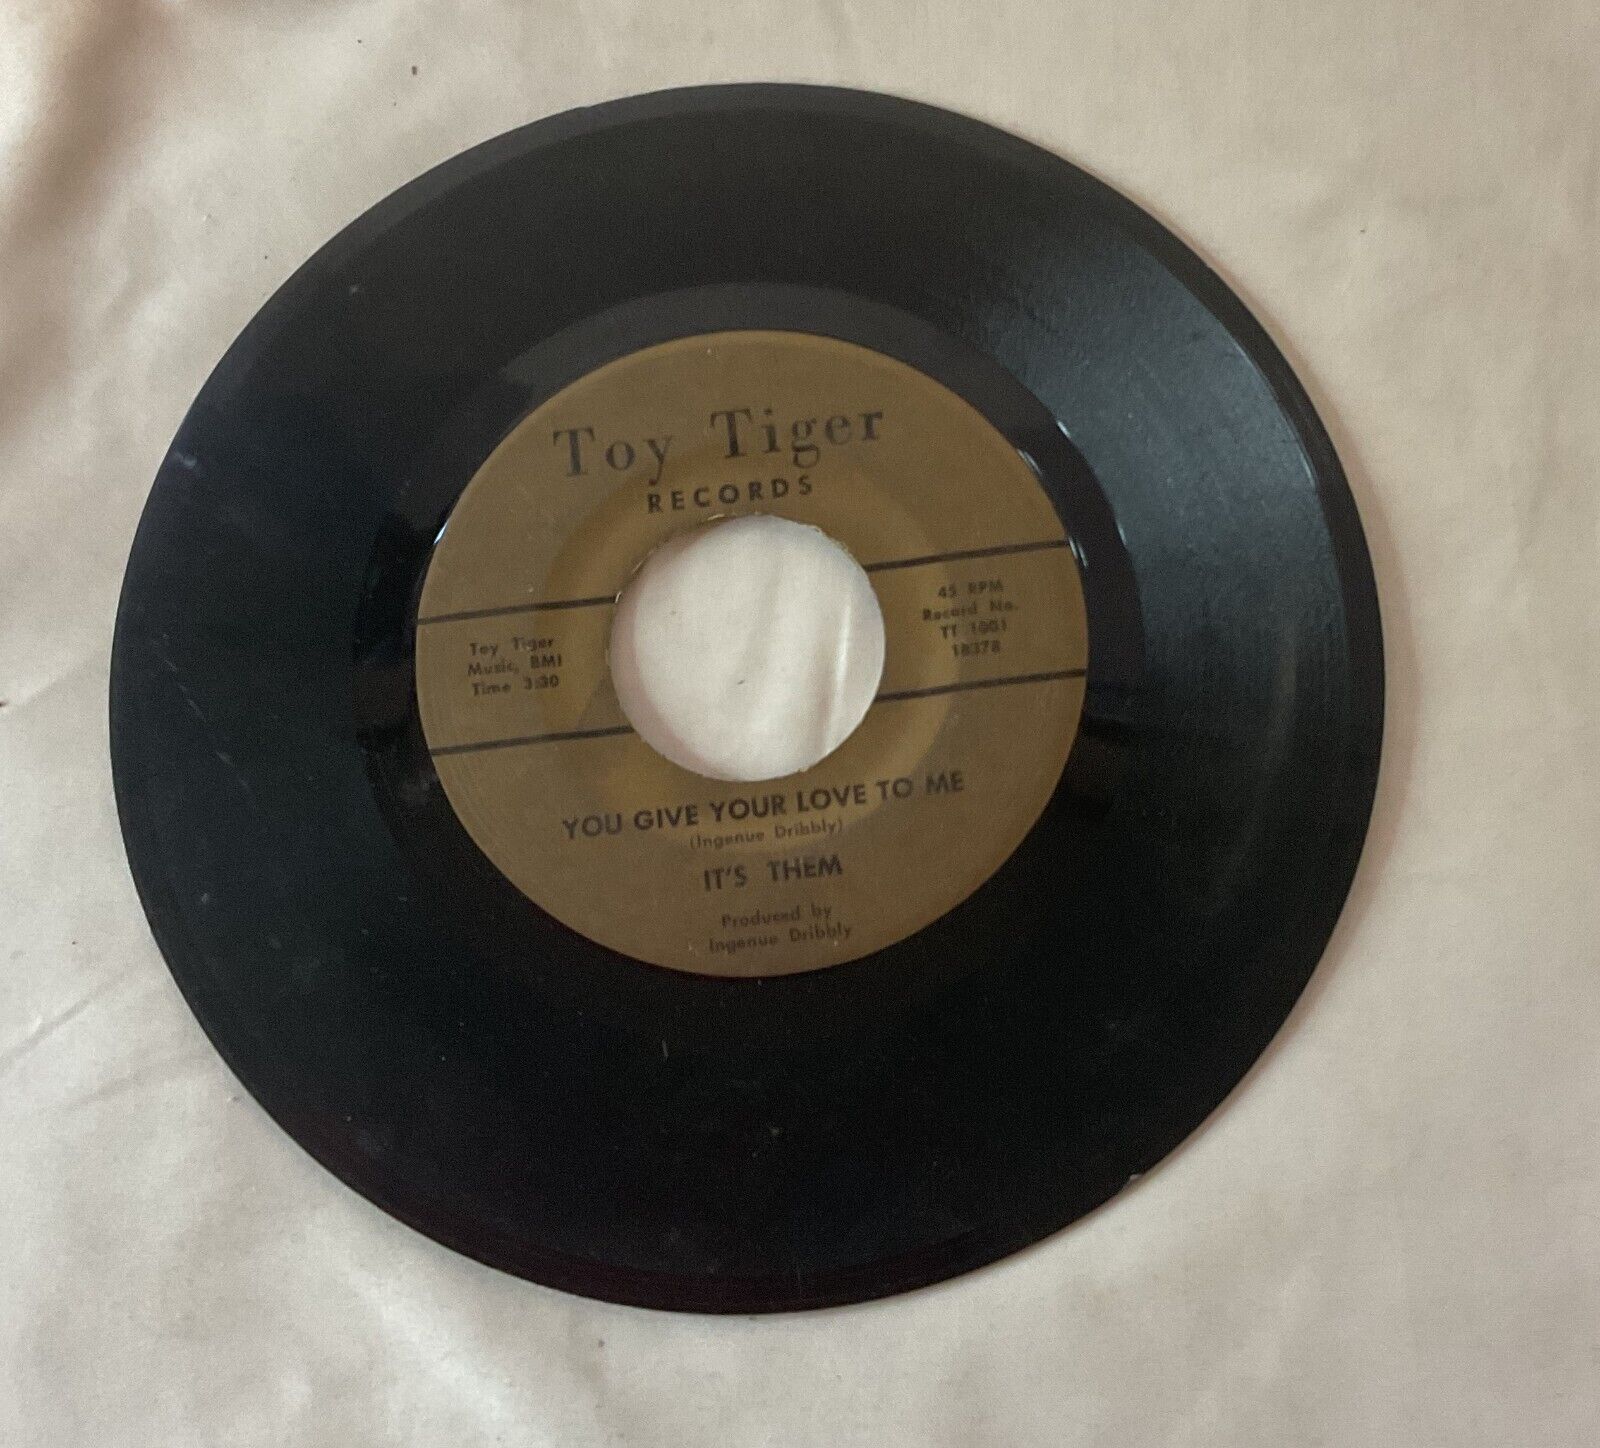 Toy Tiger
RECORDS
Toy Tiger
Music, BMI
Time 3:30
45 RPM
Record No.
TT 1001
18378
YOU GIVE YOUR LOVE TO ME
(Ingenue Dribbly)
IT'S THEM
Produced by
Ingenue Dribbly